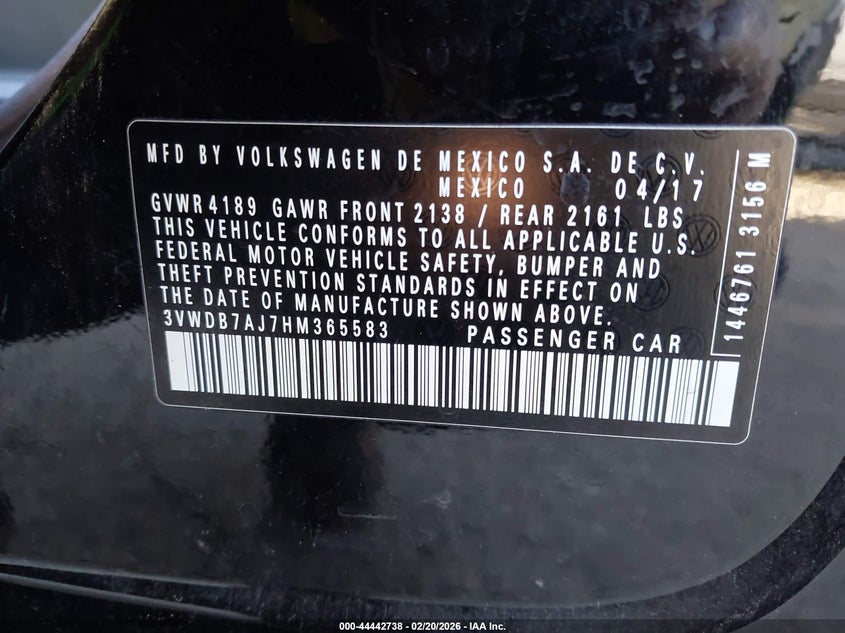 MFD BY VOLKSWAGEN DE MEXICO S.A. DE C.V.
MEXICO 04/17
GVWR 4189 GAWR FRONT 2138 / REAR 2161 LBS
THIS VEHICLE CONFORMS TO ALL APPLICABLE U.S.
FEDERAL MOTOR VEHICLE SAFETY, BUMPER AND
THEFT PREVENTION STANDARDS IN EFFECT ON
THE DATE OF MANUFACTURE SHOWN ABOVE.
3VWDB7AJ7HM365583 PASSENGER CAR
1446761 3156 M
000-44442738 - 02/20/2026 - IAA Inc.